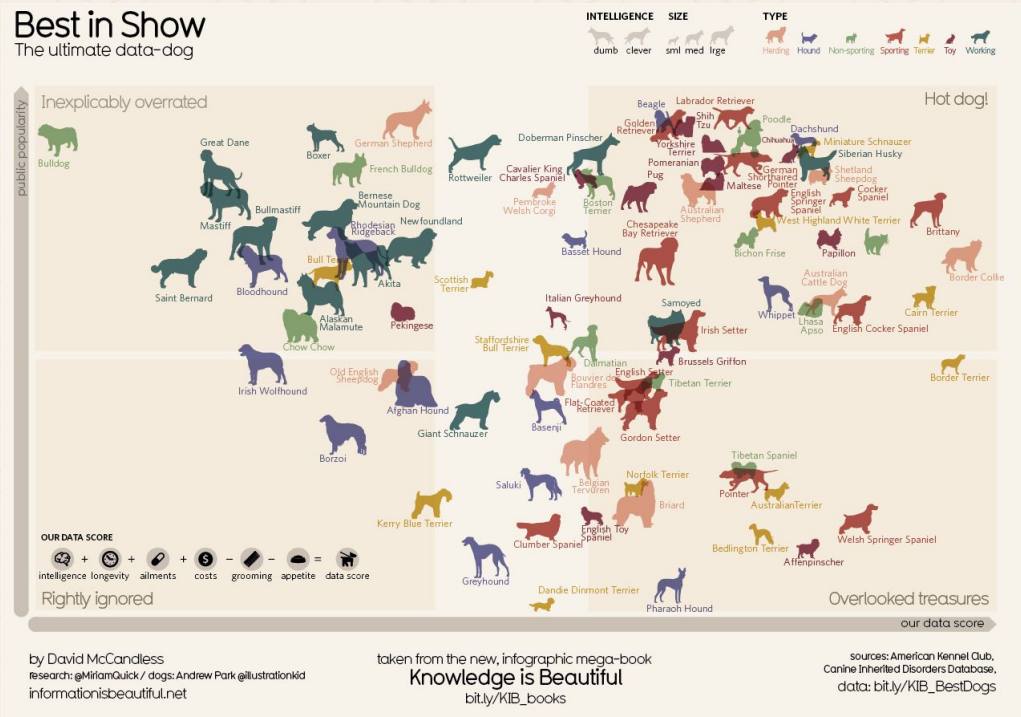 Best in Show
The ultimate data-dog
INTELLIGENCE
dumb clever
SIZE
sml med lrge
TYPE
Herding Hound Non-sporting Sporting Terrier Toy Working
public popularity
Inexplicably overrated
Hot dog!
Bulldog
Great Dane
Boxer
German Shepherd
French Bulldog
Rottweiler
Doberman Pinscher
Beagle
Labrador Retriever
Golden
Retriever
Shih
Tzu
Poodle
Yorkshire
Terrier
Chihuahua
Dachshund
Miniature Schnauzer
Siberian Husky
Pomeranian
Cavalier King
Charles Spaniel
Pug
Maltese
German
Shorthaired
Pointer
Shetland
Sheepdog
Pembroke
Welsh Corgi
Boston
Terrier
Australian
Shepherd
English
Springer
Spaniel
Cocker
Spaniel
Mastiff
Bullmastiff
Bernese
Mountain Dog
Rhodesian
Ridgeback
Newfoundland
Chesapeake
Bay Retriever
West Highland White Terrier
Brittany
Basset Hound
Bichon Frise
Papillon
Border Collie
Saint Bernard
Bloodhound
Bull Terrier
Akita
Scottish
Terrier
Australian
Cattle Dog
Whippet
Lhasa
Apso
English Cocker Spaniel
Cairn Terrier
Alaskan
Malamute
Pekingese
Italian Greyhound
Samoyed
Irish Setter
Chow Chow
Staffordshire
Bull Terrier
Dalmatian
Brussels Griffon
Border Terrier
Irish Wolfhound
Old English
Sheepdog
Afghan Hound
Bouvier des
Flandres
English Setter
Tibetan Terrier
Giant Schnauzer
Basenji
Flat-Coated
Retriever
Gordon Setter
Borzoi
Saluki
Belgian
Tervuren
Norfolk Terrier
Briard
Tibetan Spaniel
Pointer
AustralianTerrier
Kerry Blue Terrier
Clumber Spaniel
English Toy
Spaniel
Bedlington Terrier
Welsh Springer Spaniel
Affenpinscher
Greyhound
Dandie Dinmont Terrier
Pharaoh Hound
OUR DATA SCORE
+ + + - - =
intelligence longevity ailments costs grooming appetite data score
Rightly ignored
Overlooked treasures
our data score
by David McCandless
research: @MiriamQuick / dogs: Andrew Park @illustrationkid
informationisbeautiful.net
taken from the new, infographic mega-book
Knowledge is Beautiful
bit.ly/KIB_books
sources: American Kennel Club,
Canine Inherited Disorders Database,
data: bit.ly/KIB_BestDogs